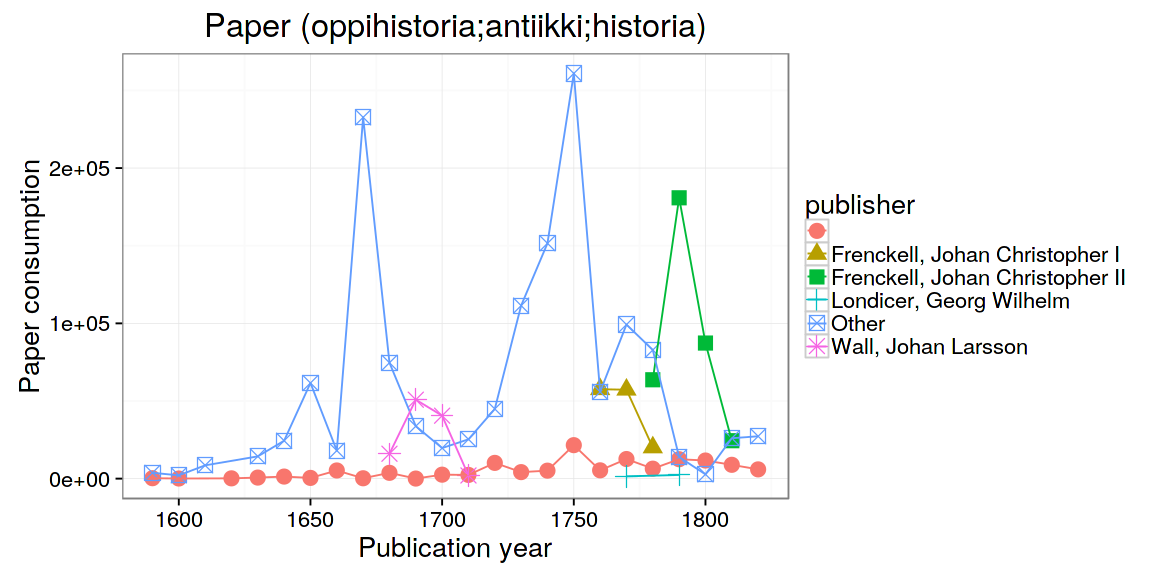 Paper (oppihistoria;antiikki;historia)
Paper consumption
2e+05
1e+05
0e+00
1600 1650 1700 1750 1800
Publication year
publisher
Frenckell, Johan Christopher I
Frenckell, Johan Christopher II
Londicer, Georg Wilhelm
Other
Wall, Johan Larsson